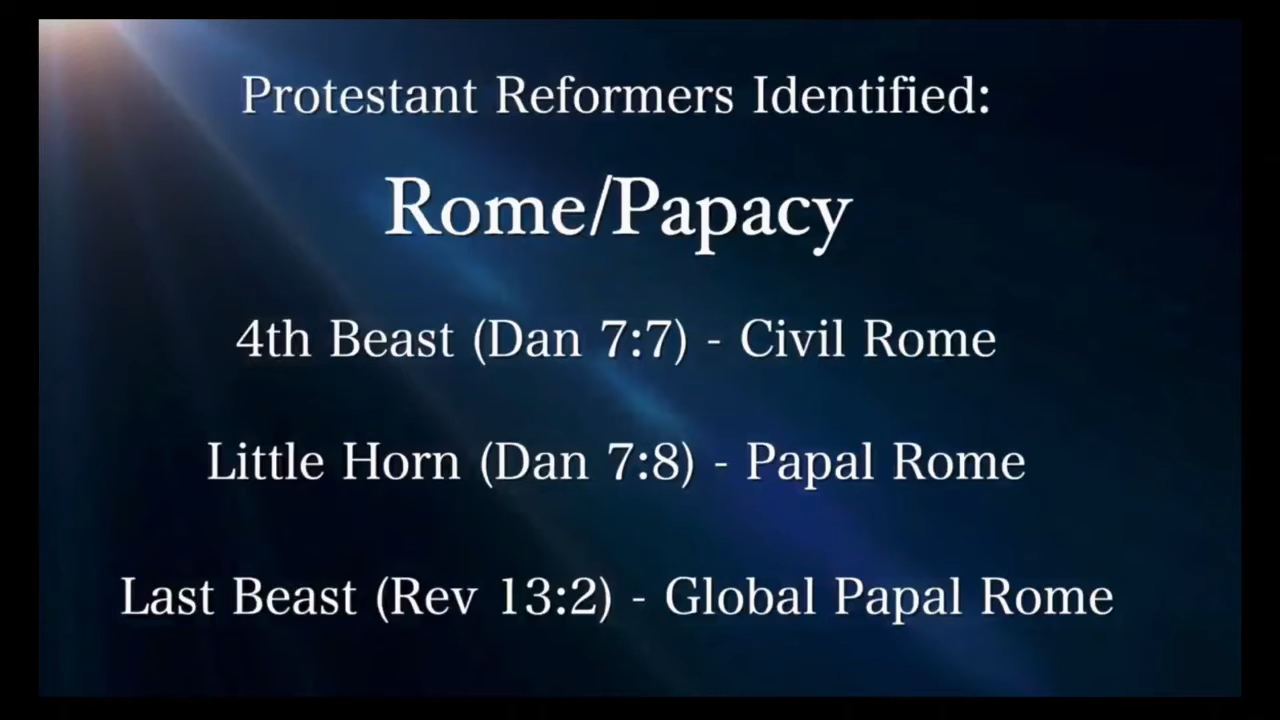 Protestant Reformers Identified:
Rome/Papacy
4th Beast (Dan 7:7) - Civil Rome
Little Horn (Dan 7:8) - Papal Rome
Last Beast (Rev 13:2) - Global Papal Rome